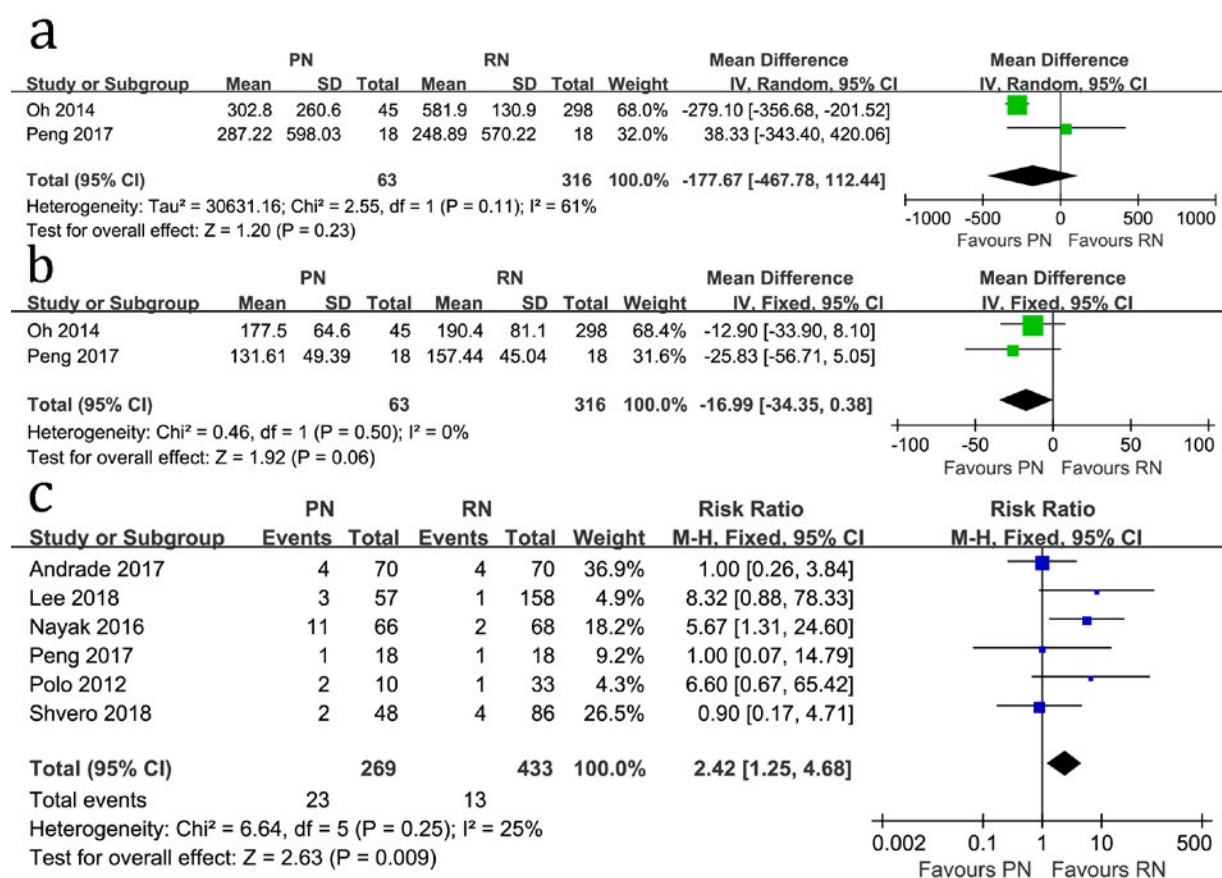 a
PN RN Mean Difference Mean Difference
Study or Subgroup Mean SD Total Mean SD Total Weight IV, Random, 95% CI IV, Random, 95% CI
Oh 2014 302.8 260.6 45 581.9 130.9 298 68.0% -279.10 [-356.68, -201.52]
Peng 2017 287.22 598.03 18 248.89 570.22 18 32.0% 38.33 [-343.40, 420.06]
Total (95% CI) 63 316 100.0% -177.67 [-467.78, 112.44]
Heterogeneity: Tau² = 30631.16; Chi² = 2.55, df = 1 (P = 0.11); I² = 61%
Test for overall effect: Z = 1.20 (P = 0.23)
-1000 -500 0 500 1000
Favours PN Favours RN
b
PN RN Mean Difference Mean Difference
Study or Subgroup Mean SD Total Mean SD Total Weight IV, Fixed, 95% CI IV, Fixed, 95% CI
Oh 2014 177.5 64.6 45 190.4 81.1 298 68.4% -12.90 [-33.90, 8.10]
Peng 2017 131.61 49.39 18 157.44 45.04 18 31.6% -25.83 [-56.71, 5.05]
Total (95% CI) 63 316 100.0% -16.99 [-34.35, 0.38]
Heterogeneity: Chi² = 0.46, df = 1 (P = 0.50); I² = 0%
Test for overall effect: Z = 1.92 (P = 0.06)
-100 -50 0 50 100
Favours PN Favours RN
c
PN RN Risk Ratio Risk Ratio
Study or Subgroup Events Total Events Total Weight M-H, Fixed, 95% CI M-H, Fixed, 95% CI
Andrade 2017 4 70 4 70 36.9% 1.00 [0.26, 3.84]
Lee 2018 3 57 1 158 4.9% 8.32 [0.88, 78.33]
Nayak 2016 11 66 2 68 18.2% 5.67 [1.31, 24.60]
Peng 2017 1 18 1 18 9.2% 1.00 [0.07, 14.79]
Polo 2012 2 10 1 33 4.3% 6.60 [0.67, 65.42]
Shvero 2018 2 48 4 86 26.5% 0.90 [0.17, 4.71]
Total (95% CI) 269 433 100.0% 2.42 [1.25, 4.68]
Total events 23 13
Heterogeneity: Chi² = 6.64, df = 5 (P = 0.25); I² = 25%
Test for overall effect: Z = 2.63 (P = 0.009)
0.002 0.1 1 10 500
Favours PN Favours RN